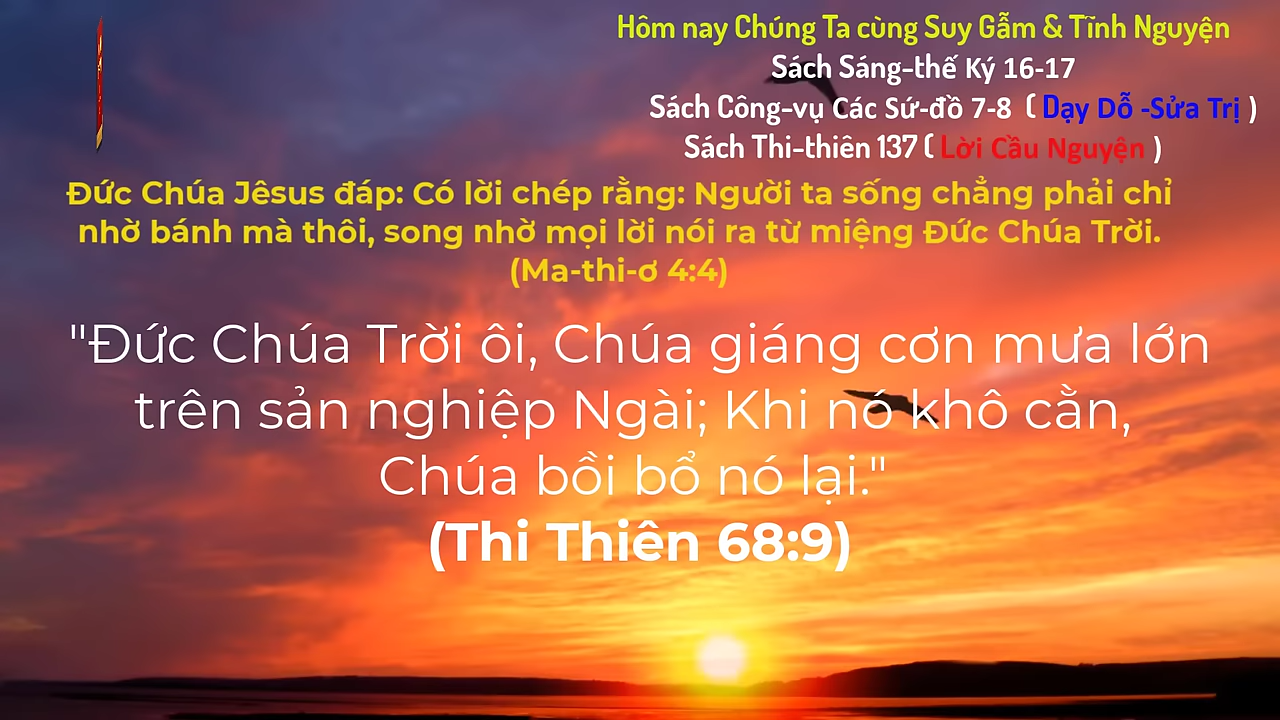 Hôm nay Chúng Ta cùng Suy Gẫm & Tĩnh Nguyện
Sách Sáng-thế Ký 16-17
Sách Công-vụ Các Sứ-đồ 7-8 ( Dạy Dỗ -Sửa Trị )
Sách Thi-thiên 137 ( Lời Cầu Nguyện )
Đức Chúa Jêsus đáp: Có lời chép rằng: Người ta sống chẳng phải chỉ
nhờ bánh mà thôi, song nhờ mọi lời nói ra từ miệng Đức Chúa Trời.
(Ma-thi-ơ 4:4)
"Đức Chúa Trời ôi, Chúa giáng cơn mưa lớn
trên sản nghiệp Ngài; Khi nó khô cằn,
Chúa bồi bổ nó lại."
(Thi Thiên 68:9)